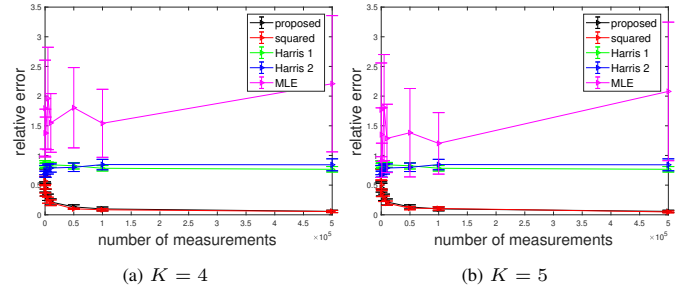 3.5
3
2.5
2
1.5
1
0.5
0
relative error
proposed
squared
Harris 1
Harris 2
MLE
0 0.5 1 1.5 2 2.5 3 3.5 4 4.5 5
×10⁵
number of measurements
(a) K = 4
3.5
3
2.5
2
1.5
1
0.5
0
relative error
proposed
squared
Harris 1
Harris 2
MLE
0 0.5 1 1.5 2 2.5 3 3.5 4 4.5 5
×10⁵
number of measurements
(b) K = 5